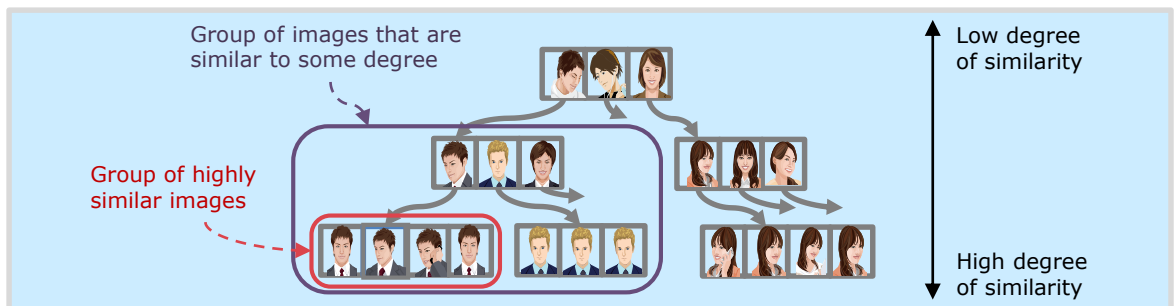 Group of images that are
similar to some degree
Low degree
of similarity
Group of highly
similar images
High degree
of similarity